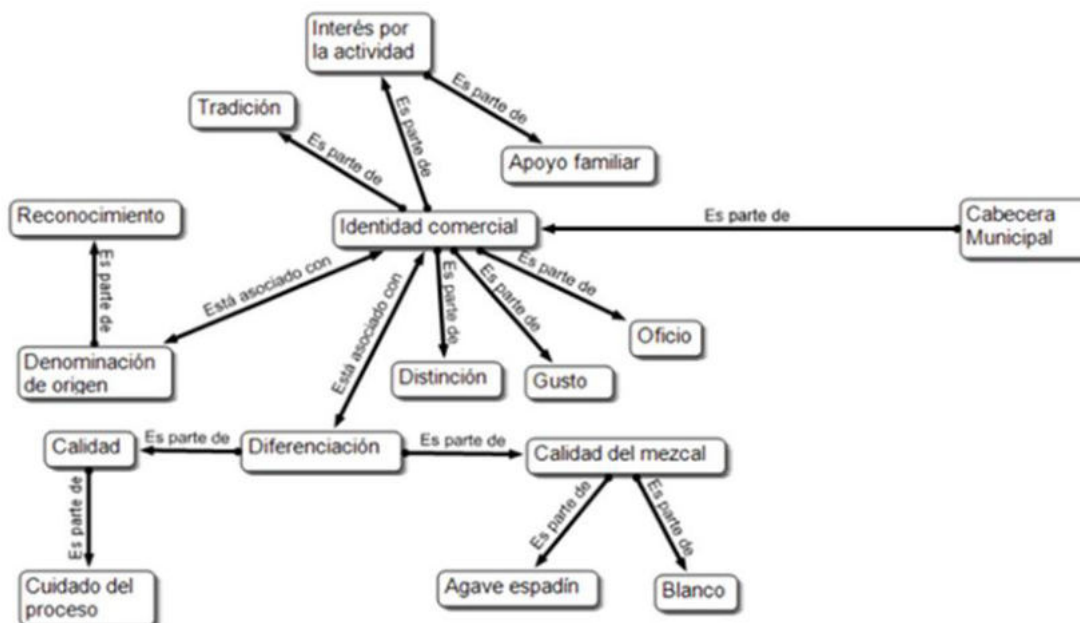 Interés por
la actividad
Es parte de
Tradición
Es parte de
Es parte de
Apoyo familiar
Reconocimiento
Identidad comercial
Es parte de
Cabecera
Municipal
Es parte de
Está asociado con
Está asociado con
Es parte de
Es parte de
Es parte de
Oficio
Denominación
de origen
Distinción
Gusto
Calidad
Es parte de
Diferenciación
Es parte de
Calidad del mezcal
Es parte de
Es parte de
Es parte de
Cuidado del
proceso
Agave espadín
Blanco